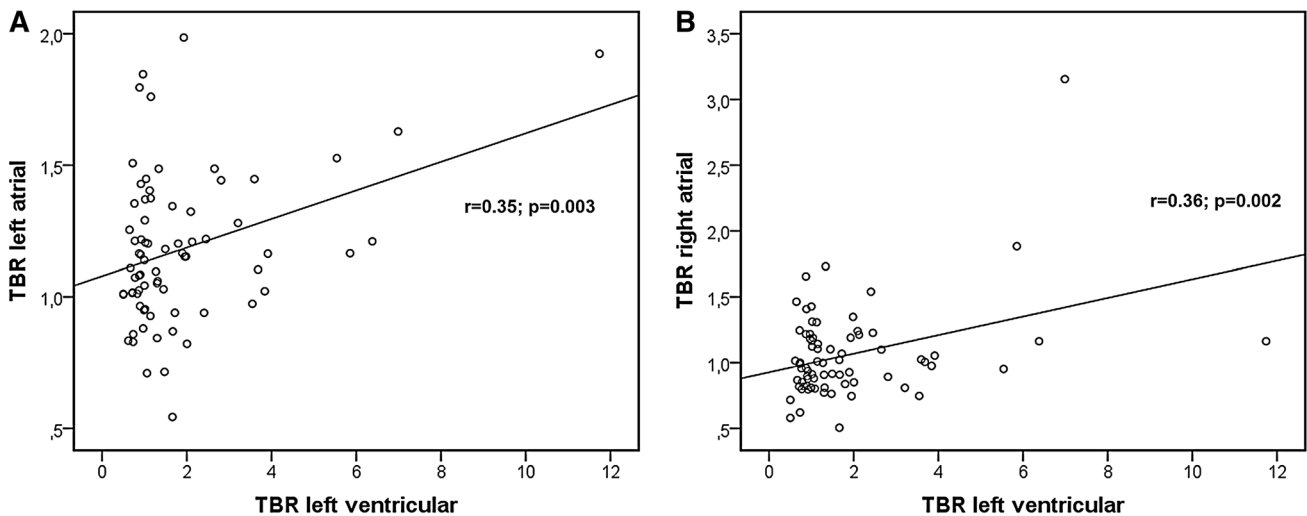 A
TBR left atrial
2,0
1,5
1,0
,5
r=0.35; p=0.003
0 2 4 6 8 10 12
TBR left ventricular
B
TBR right atrial
3,5
3,0
2,5
2,0
1,5
1,0
,5
r=0.36; p=0.002
0 2 4 6 8 10 12
TBR left ventricular